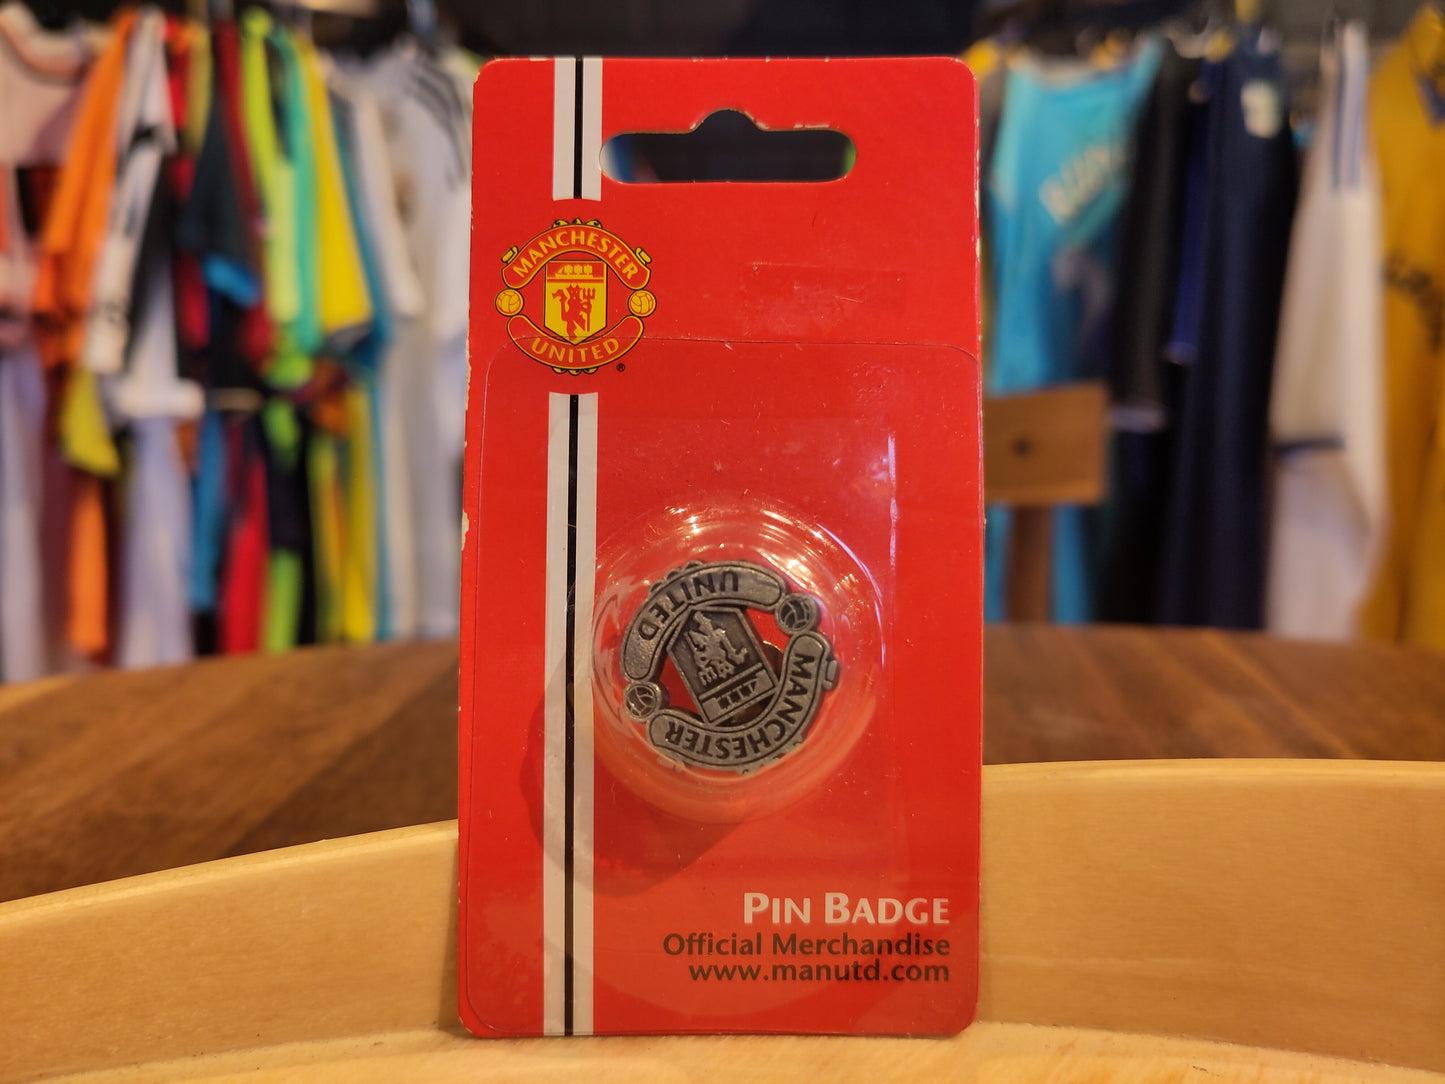 MANCHESTER
UNITED
®
UNITED
MANCHESTER
PIN BADGE
Official Merchandise
www.manutd.com